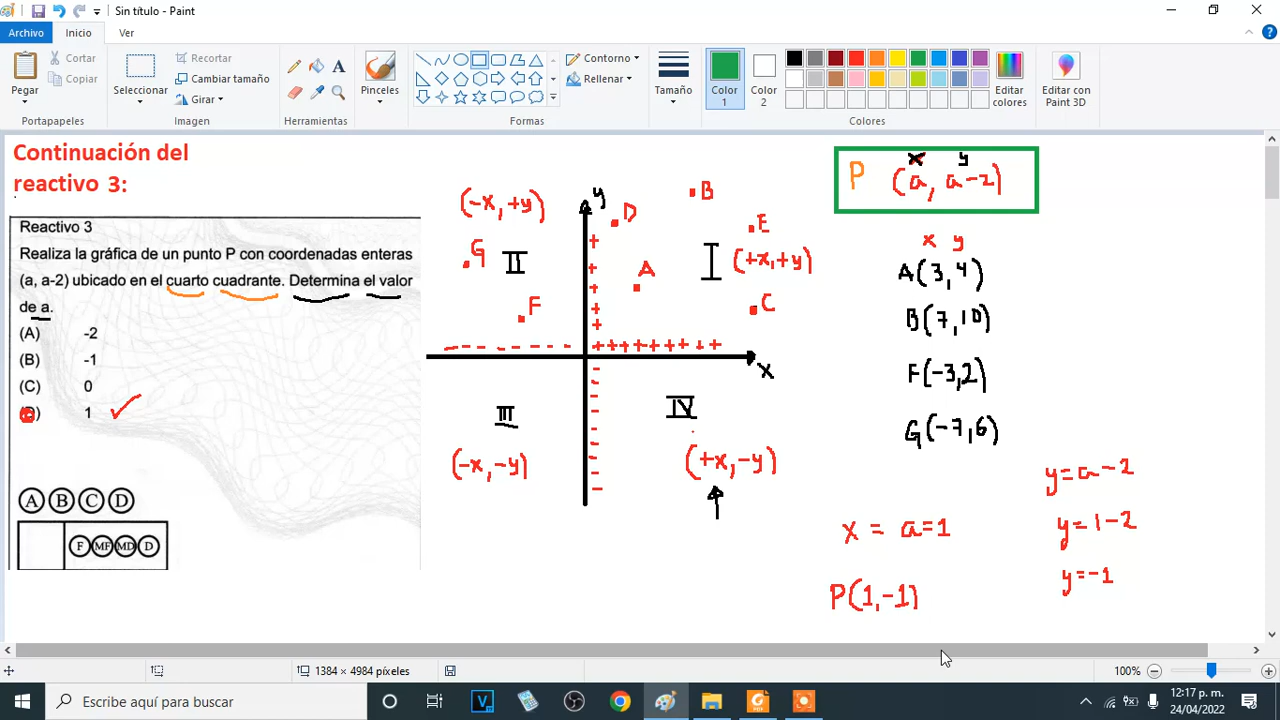 Sin título - Paint
Archivo
Inicio
Ver
Pegar
Cortar
Copiar
Portapapeles
Seleccionar
Recortar
Cambiar tamaño
Girar
Imagen
A
Herramientas
Pinceles
Formas
Contorno
Rellenar
Tamaño
Color 1
Color 2
Colores
Editar colores
Editar con Paint 3D
Continuación del
reactivo 3:
Reactivo 3
Realiza la gráfica de un punto P con coordenadas enteras
(a, a-2) ubicado en el cuarto cuadrante. Determina el valor
de a.
(A) -2
(B) -1
(C) 0
(D) 1
A B C D
F MF MD D
(-x, +y)
y
D
B
E
G
II
A
I
(+x, +y)
F
C
+ + + + +
+ + + + + + + + +
- - - - - - - -
x
III
IV
(-x, -y)
(+x, -y)
- - - - - - - - -
P
x y
(a, a-2)
x y
A(3,4)
B(7,10)
F(-3,2)
G(-7,6)
y=a-2
x = a=1
y=1-2
y=-1
P(1,-1)
1384 × 4984 píxeles
100%
Escribe aquí para buscar
12:17 p. m.
24/04/2022